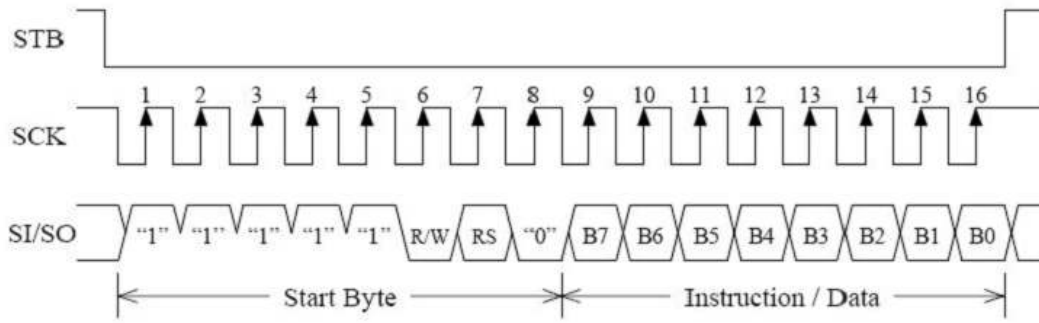 STB
1 2 3 4 5 6 7 8 9 10 11 12 13 14 15 16
SCK
SI/SO “1” “1” “1” “1” “1” R/W RS “0” B7 B6 B5 B4 B3 B2 B1 B0
Start Byte Instruction / Data